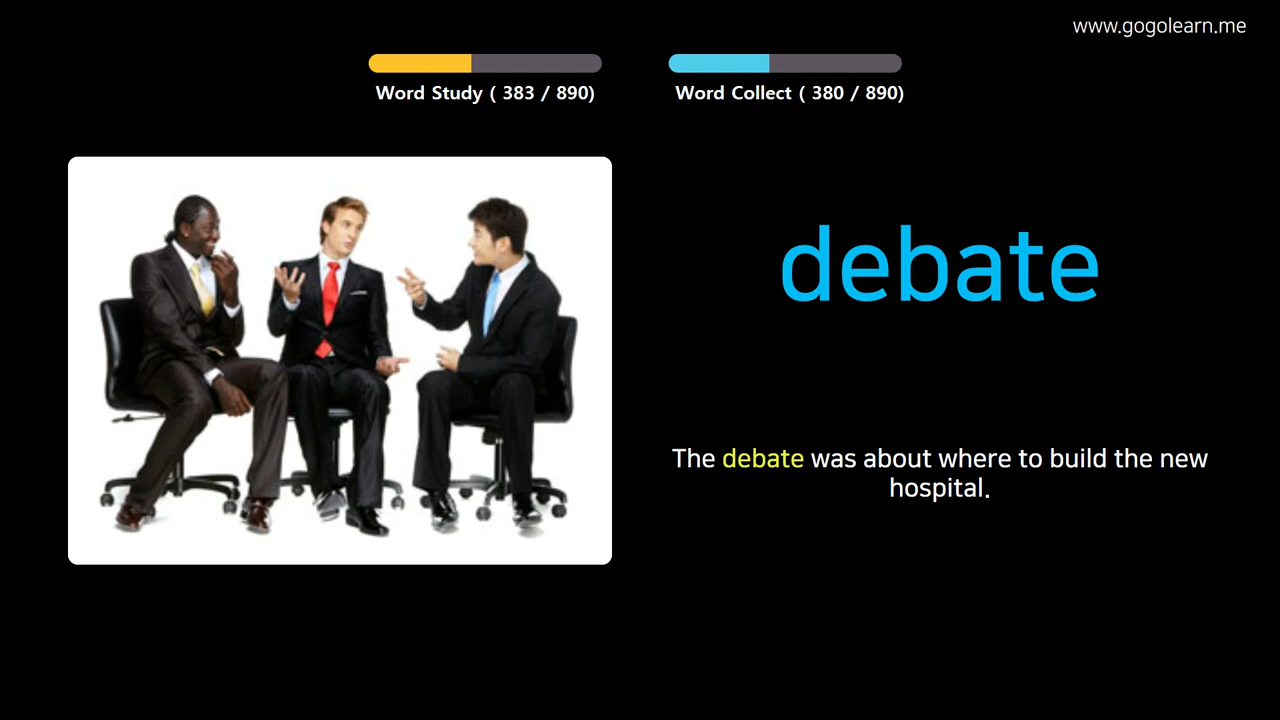 www.gogolearn.me
Word Study ( 383 / 890)
Word Collect ( 380 / 890)
debate
The debate was about where to build the new
hospital.